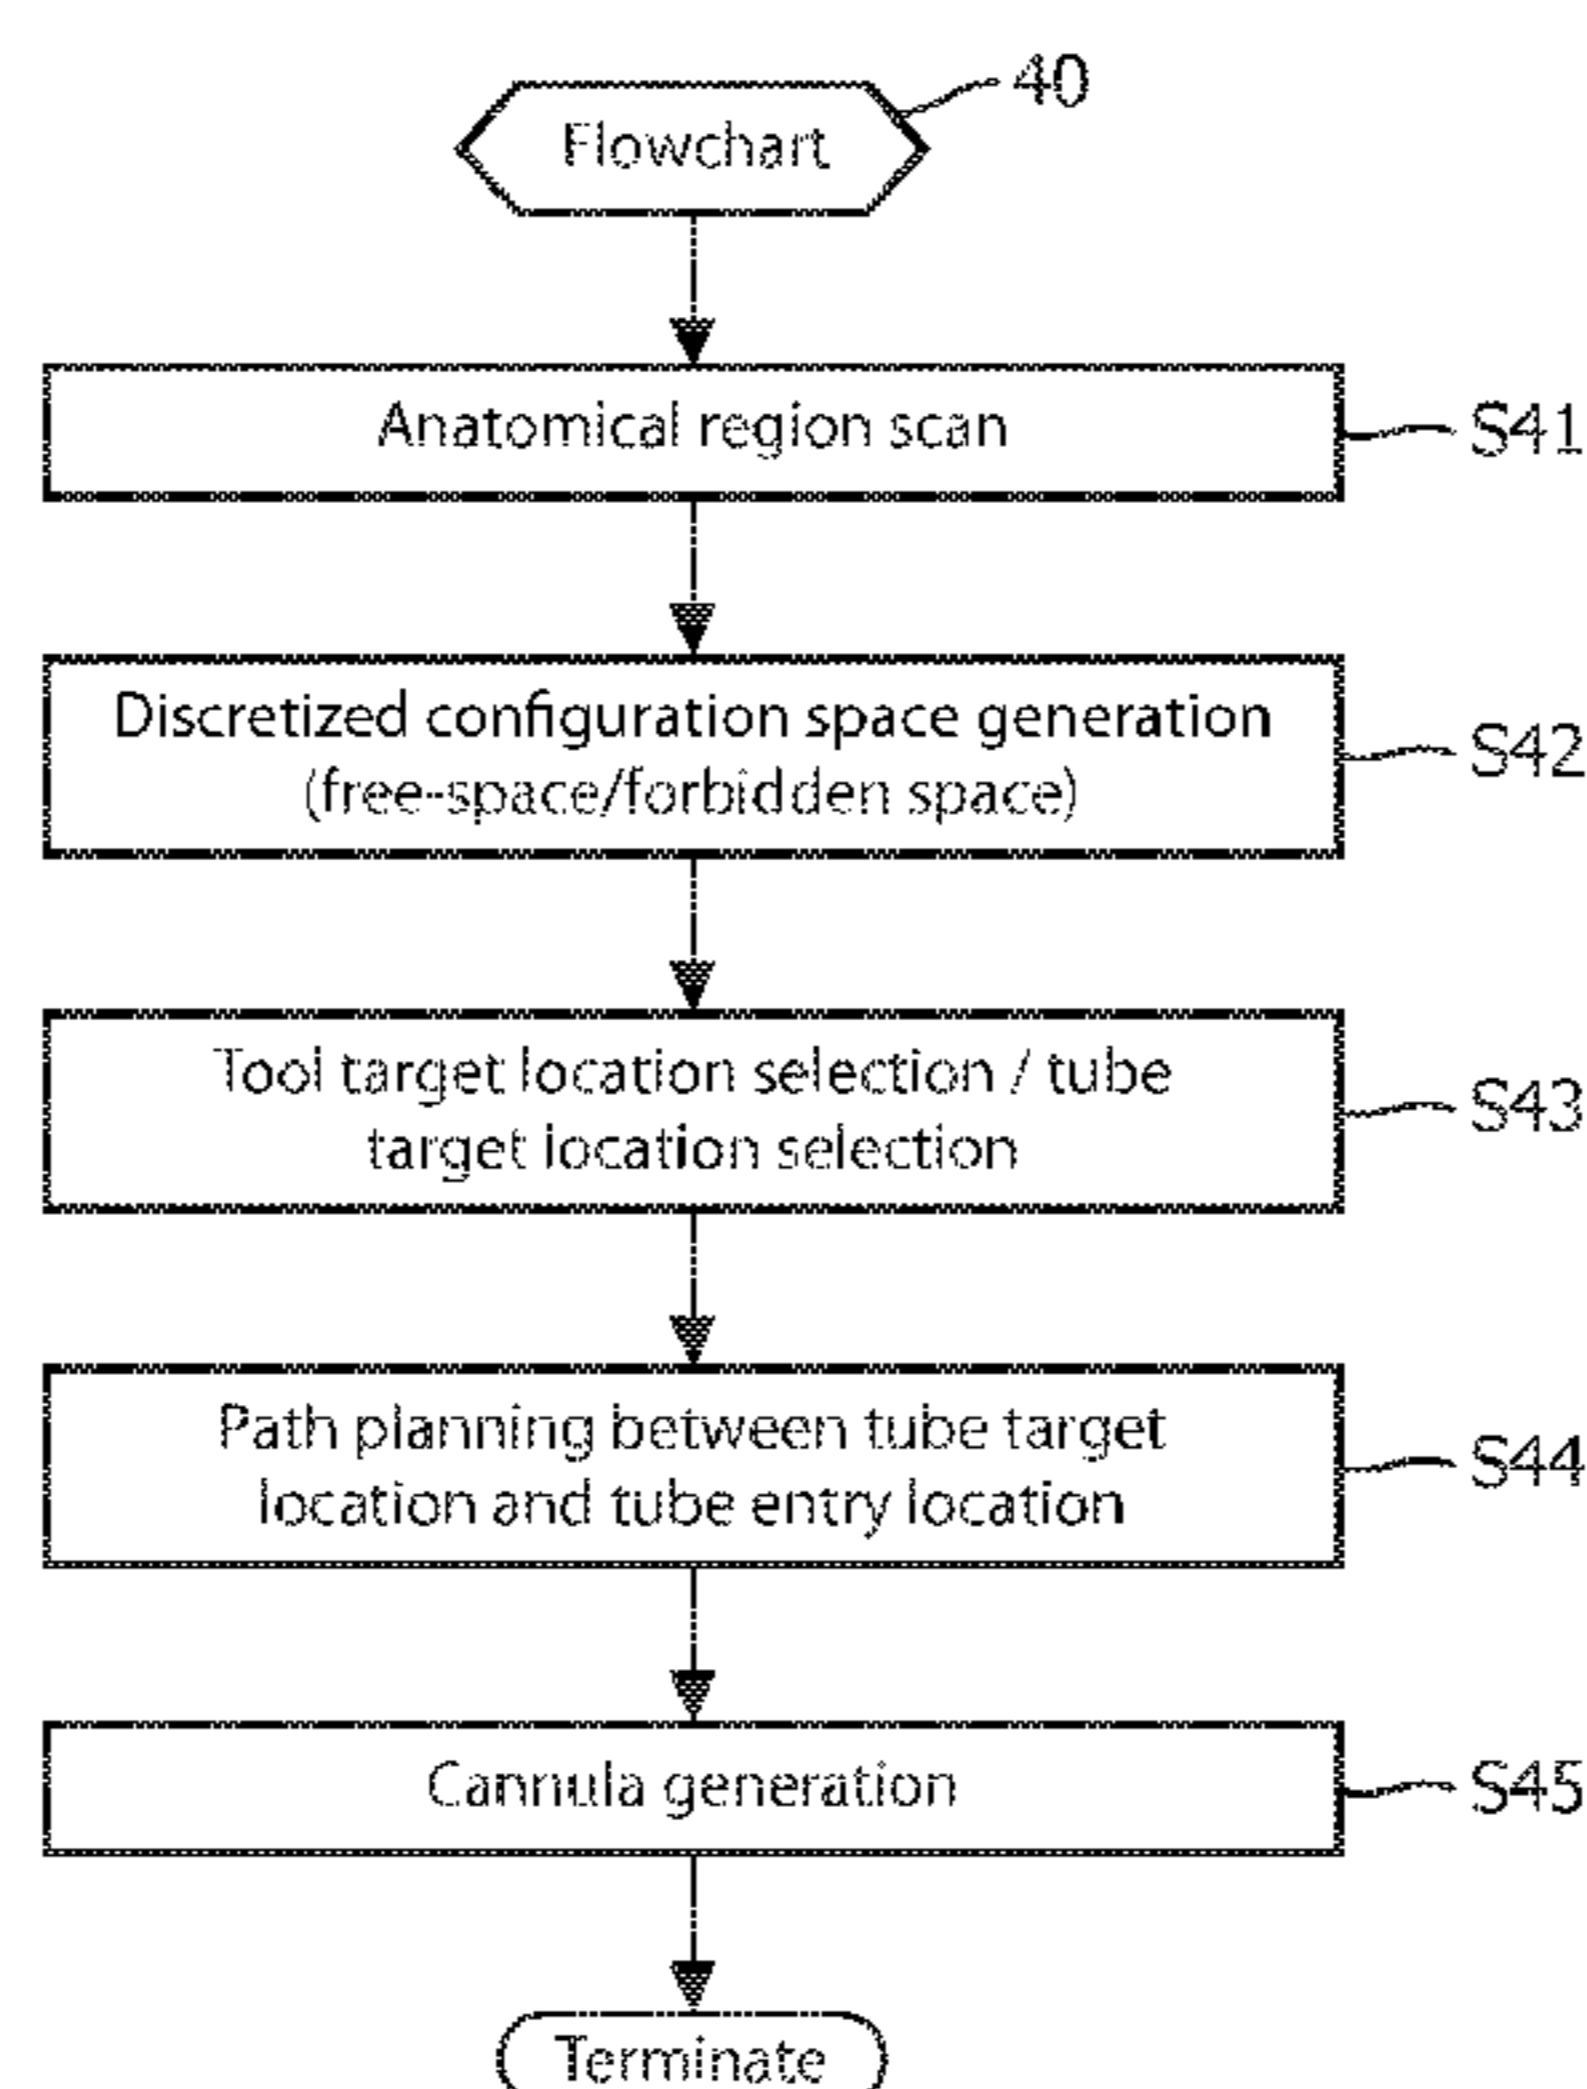 40
Flowchart
Anatomical region scan
S41
Discretized configuration space generation
(free-space/forbidden space)
S42
Tool target location selection / tube
target location selection
S43
Path planning between tube target
location and tube entry location
S44
Cannula generation
S45
Terminate